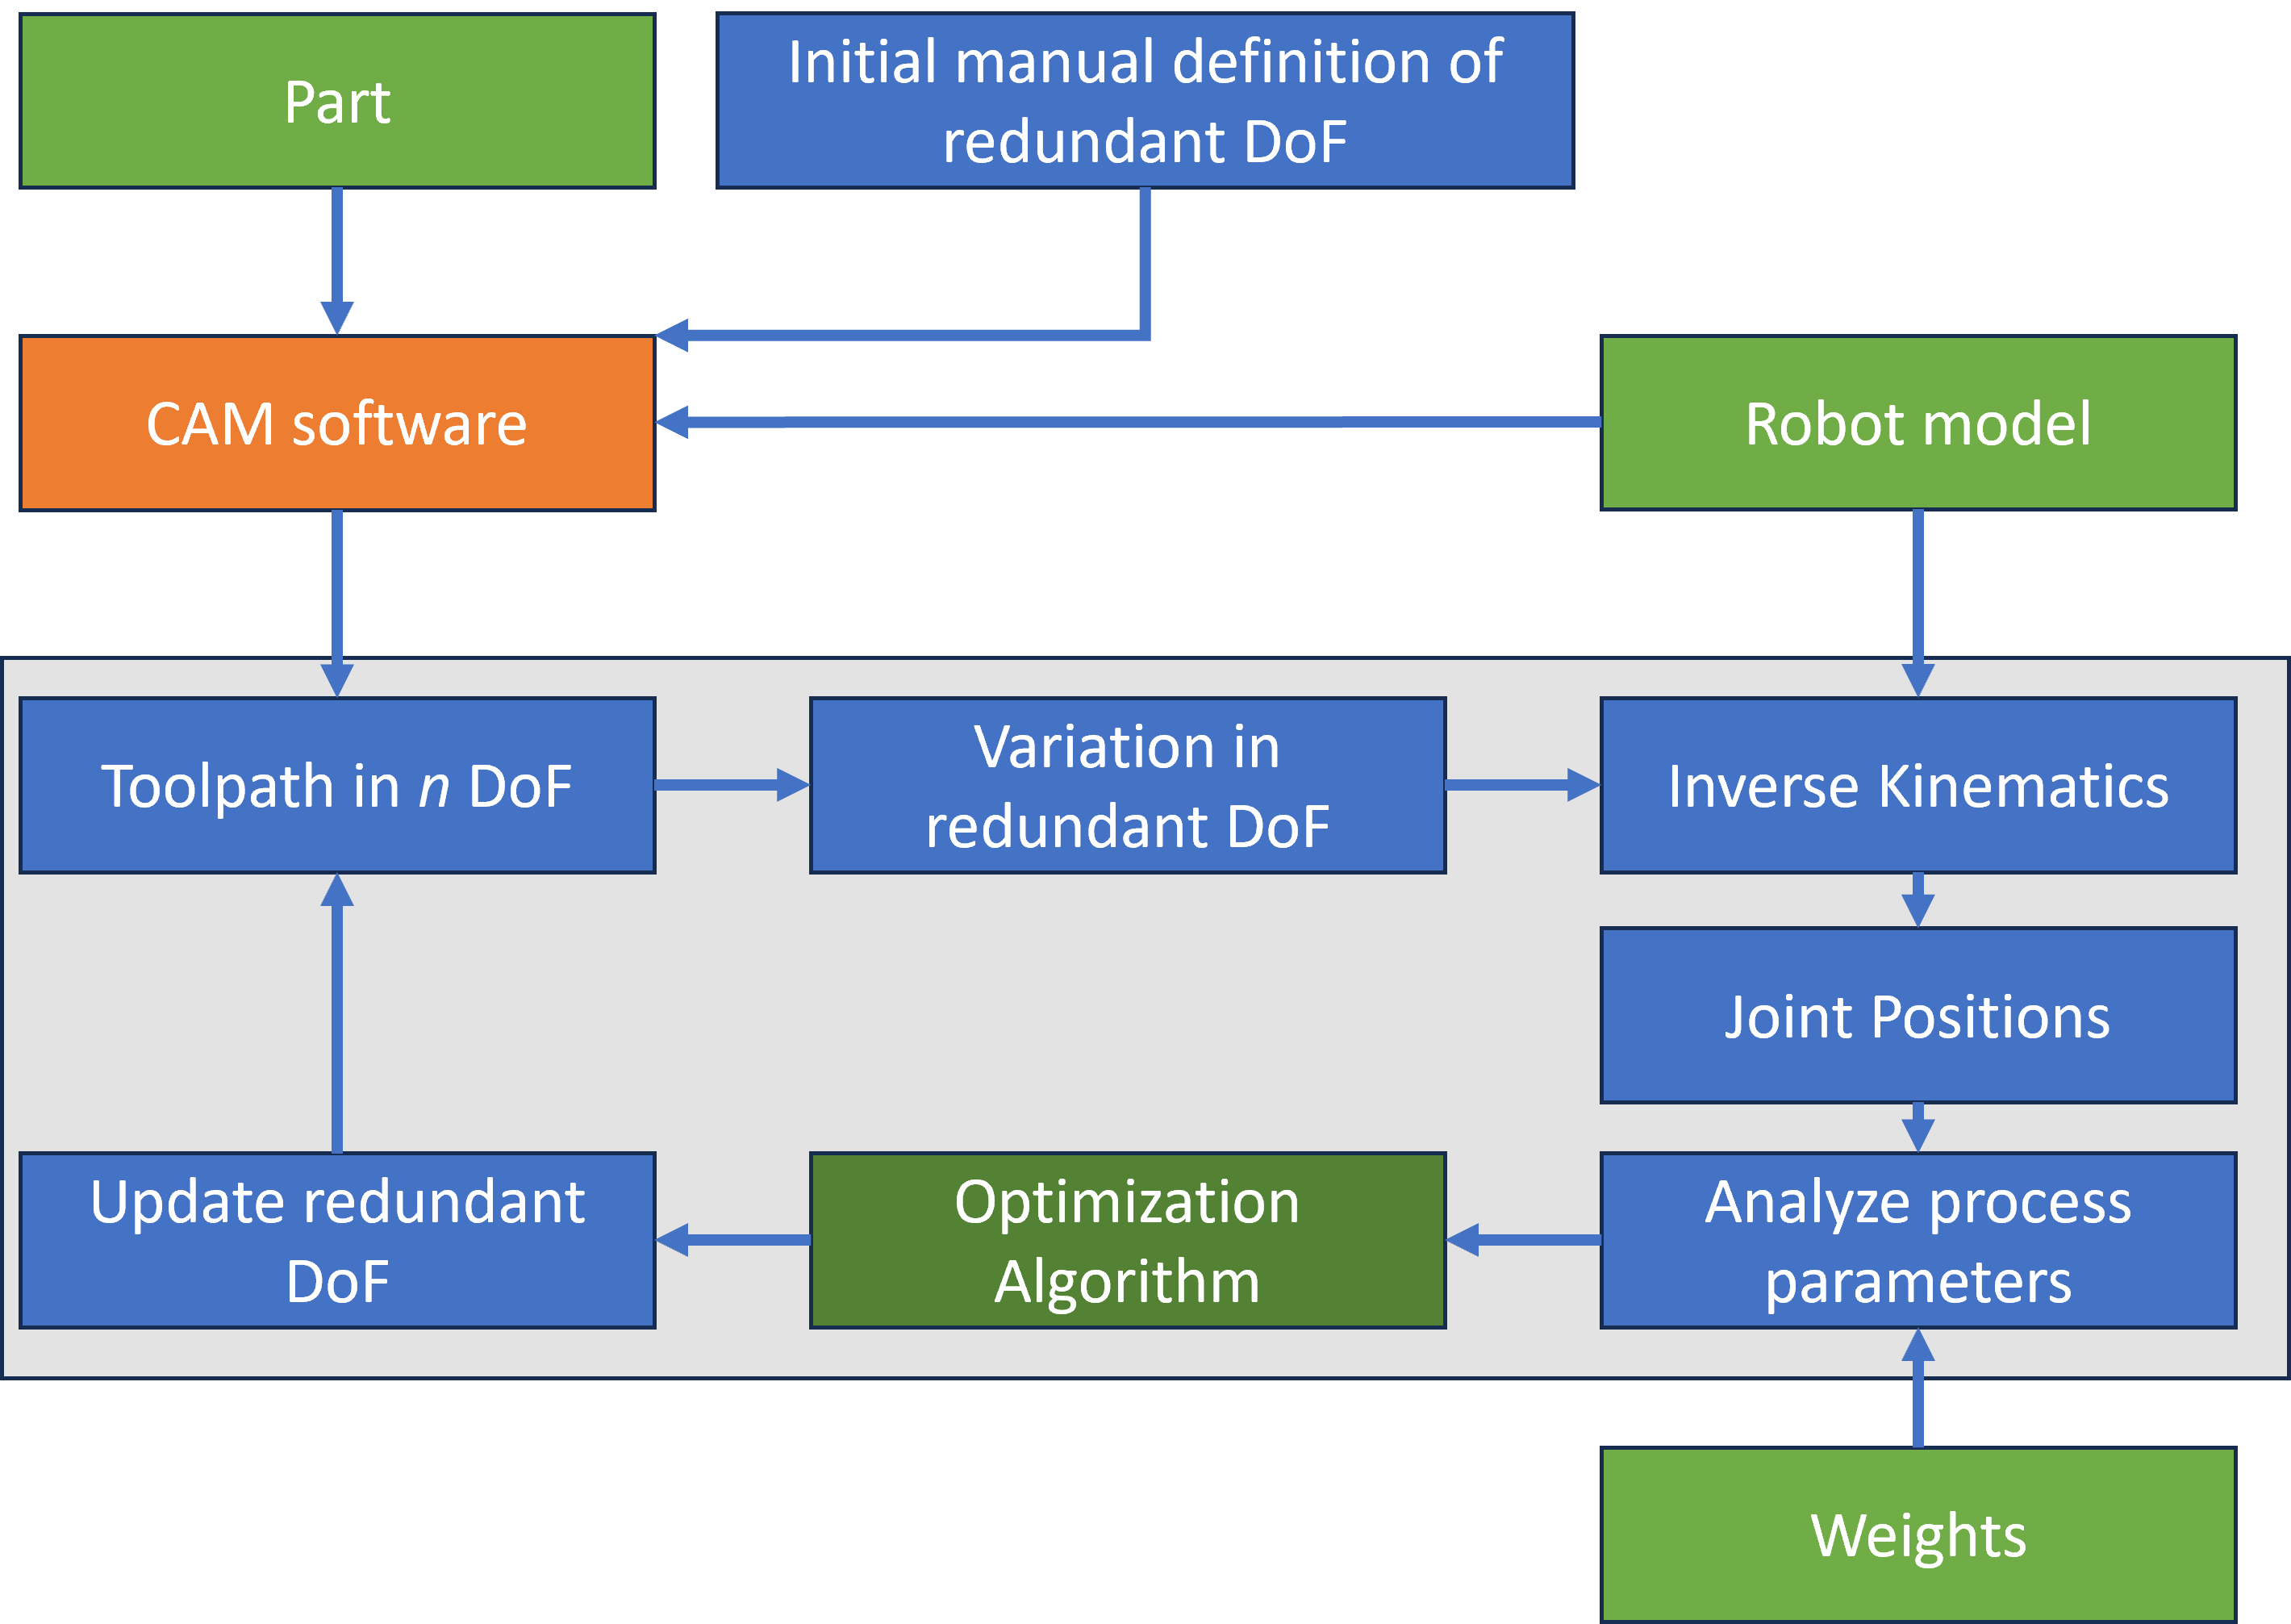 Part
Initial manual definition of
redundant DoF
CAM software
Robot model
Toolpath in n DoF
Variation in
redundant DoF
Inverse Kinematics
Joint Positions
Update redundant
DoF
Optimization
Algorithm
Analyze process
parameters
Weights